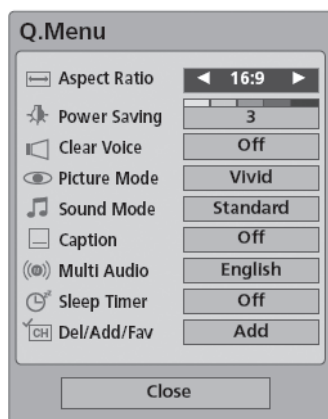 Q.Menu
Aspect Ratio ◄ 16:9 ►
Power Saving 3
Clear Voice Off
Picture Mode Vivid
Sound Mode Standard
Caption Off
Multi Audio English
Sleep Timer Off
CH Del/Add/Fav Add
Close